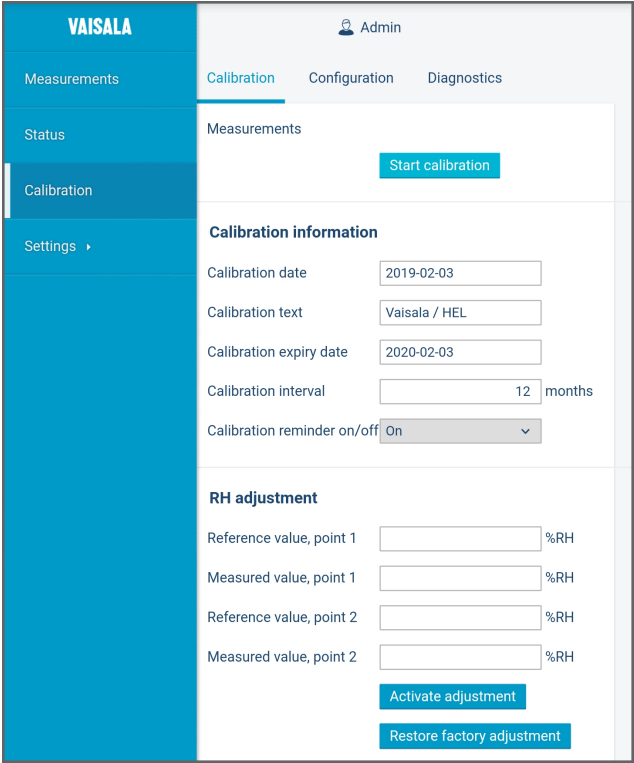 VAISALA
Admin
Measurements
Status
Calibration
Settings
Calibration Configuration Diagnostics
Measurements
Start calibration
Calibration information
Calibration date 2019-02-03
Calibration text Vaisala / HEL
Calibration expiry date 2020-02-03
Calibration interval 12 months
Calibration reminder on/off On
RH adjustment
Reference value, point 1 %RH
Measured value, point 1 %RH
Reference value, point 2 %RH
Measured value, point 2 %RH
Activate adjustment
Restore factory adjustment